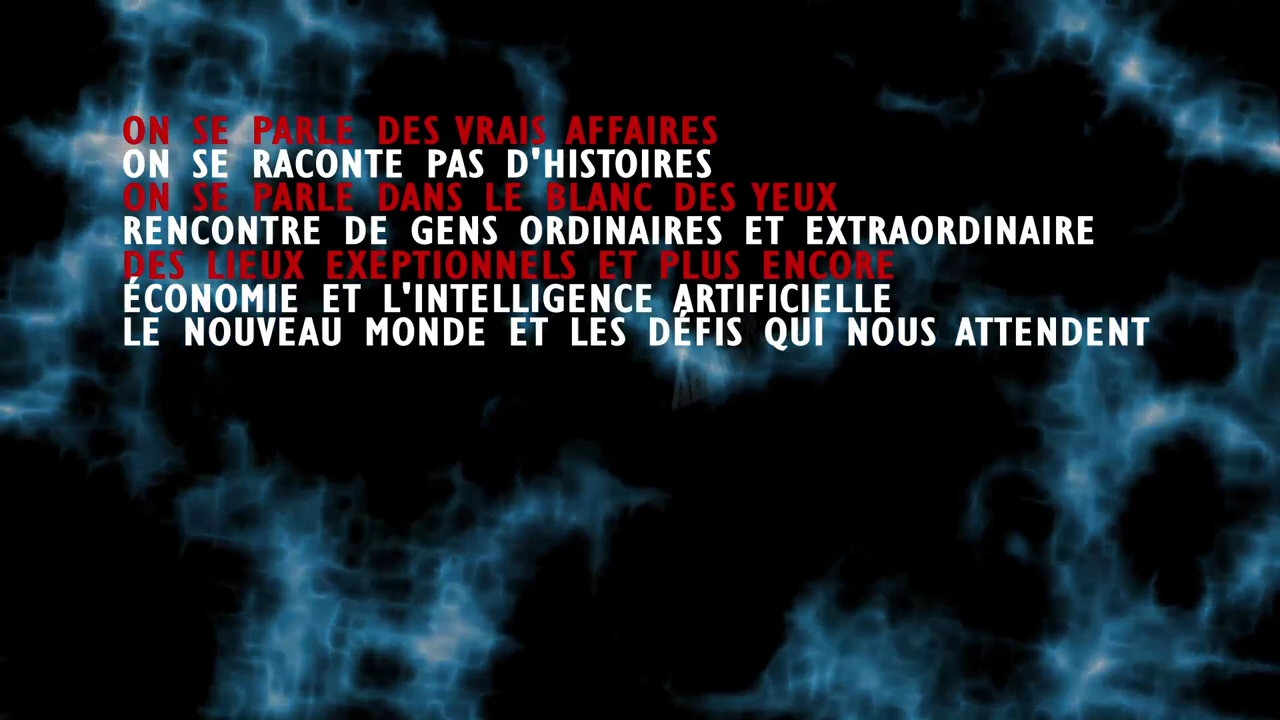 ON SE PARLE DES VRAIS AFFAIRES
ON SE RACONTE PAS D'HISTOIRES
ON SE PARLE DANS LE BLANC DES YEUX
RENCONTRE DE GENS ORDINAIRES ET EXTRAORDINAIRE
DES LIEUX EXEPTIONNELS ET PLUS ENCORE
ÉCONOMIE ET L'INTELLIGENCE ARTIFICIELLE
LE NOUVEAU MONDE ET LES DÉFIS QUI NOUS ATTENDENT